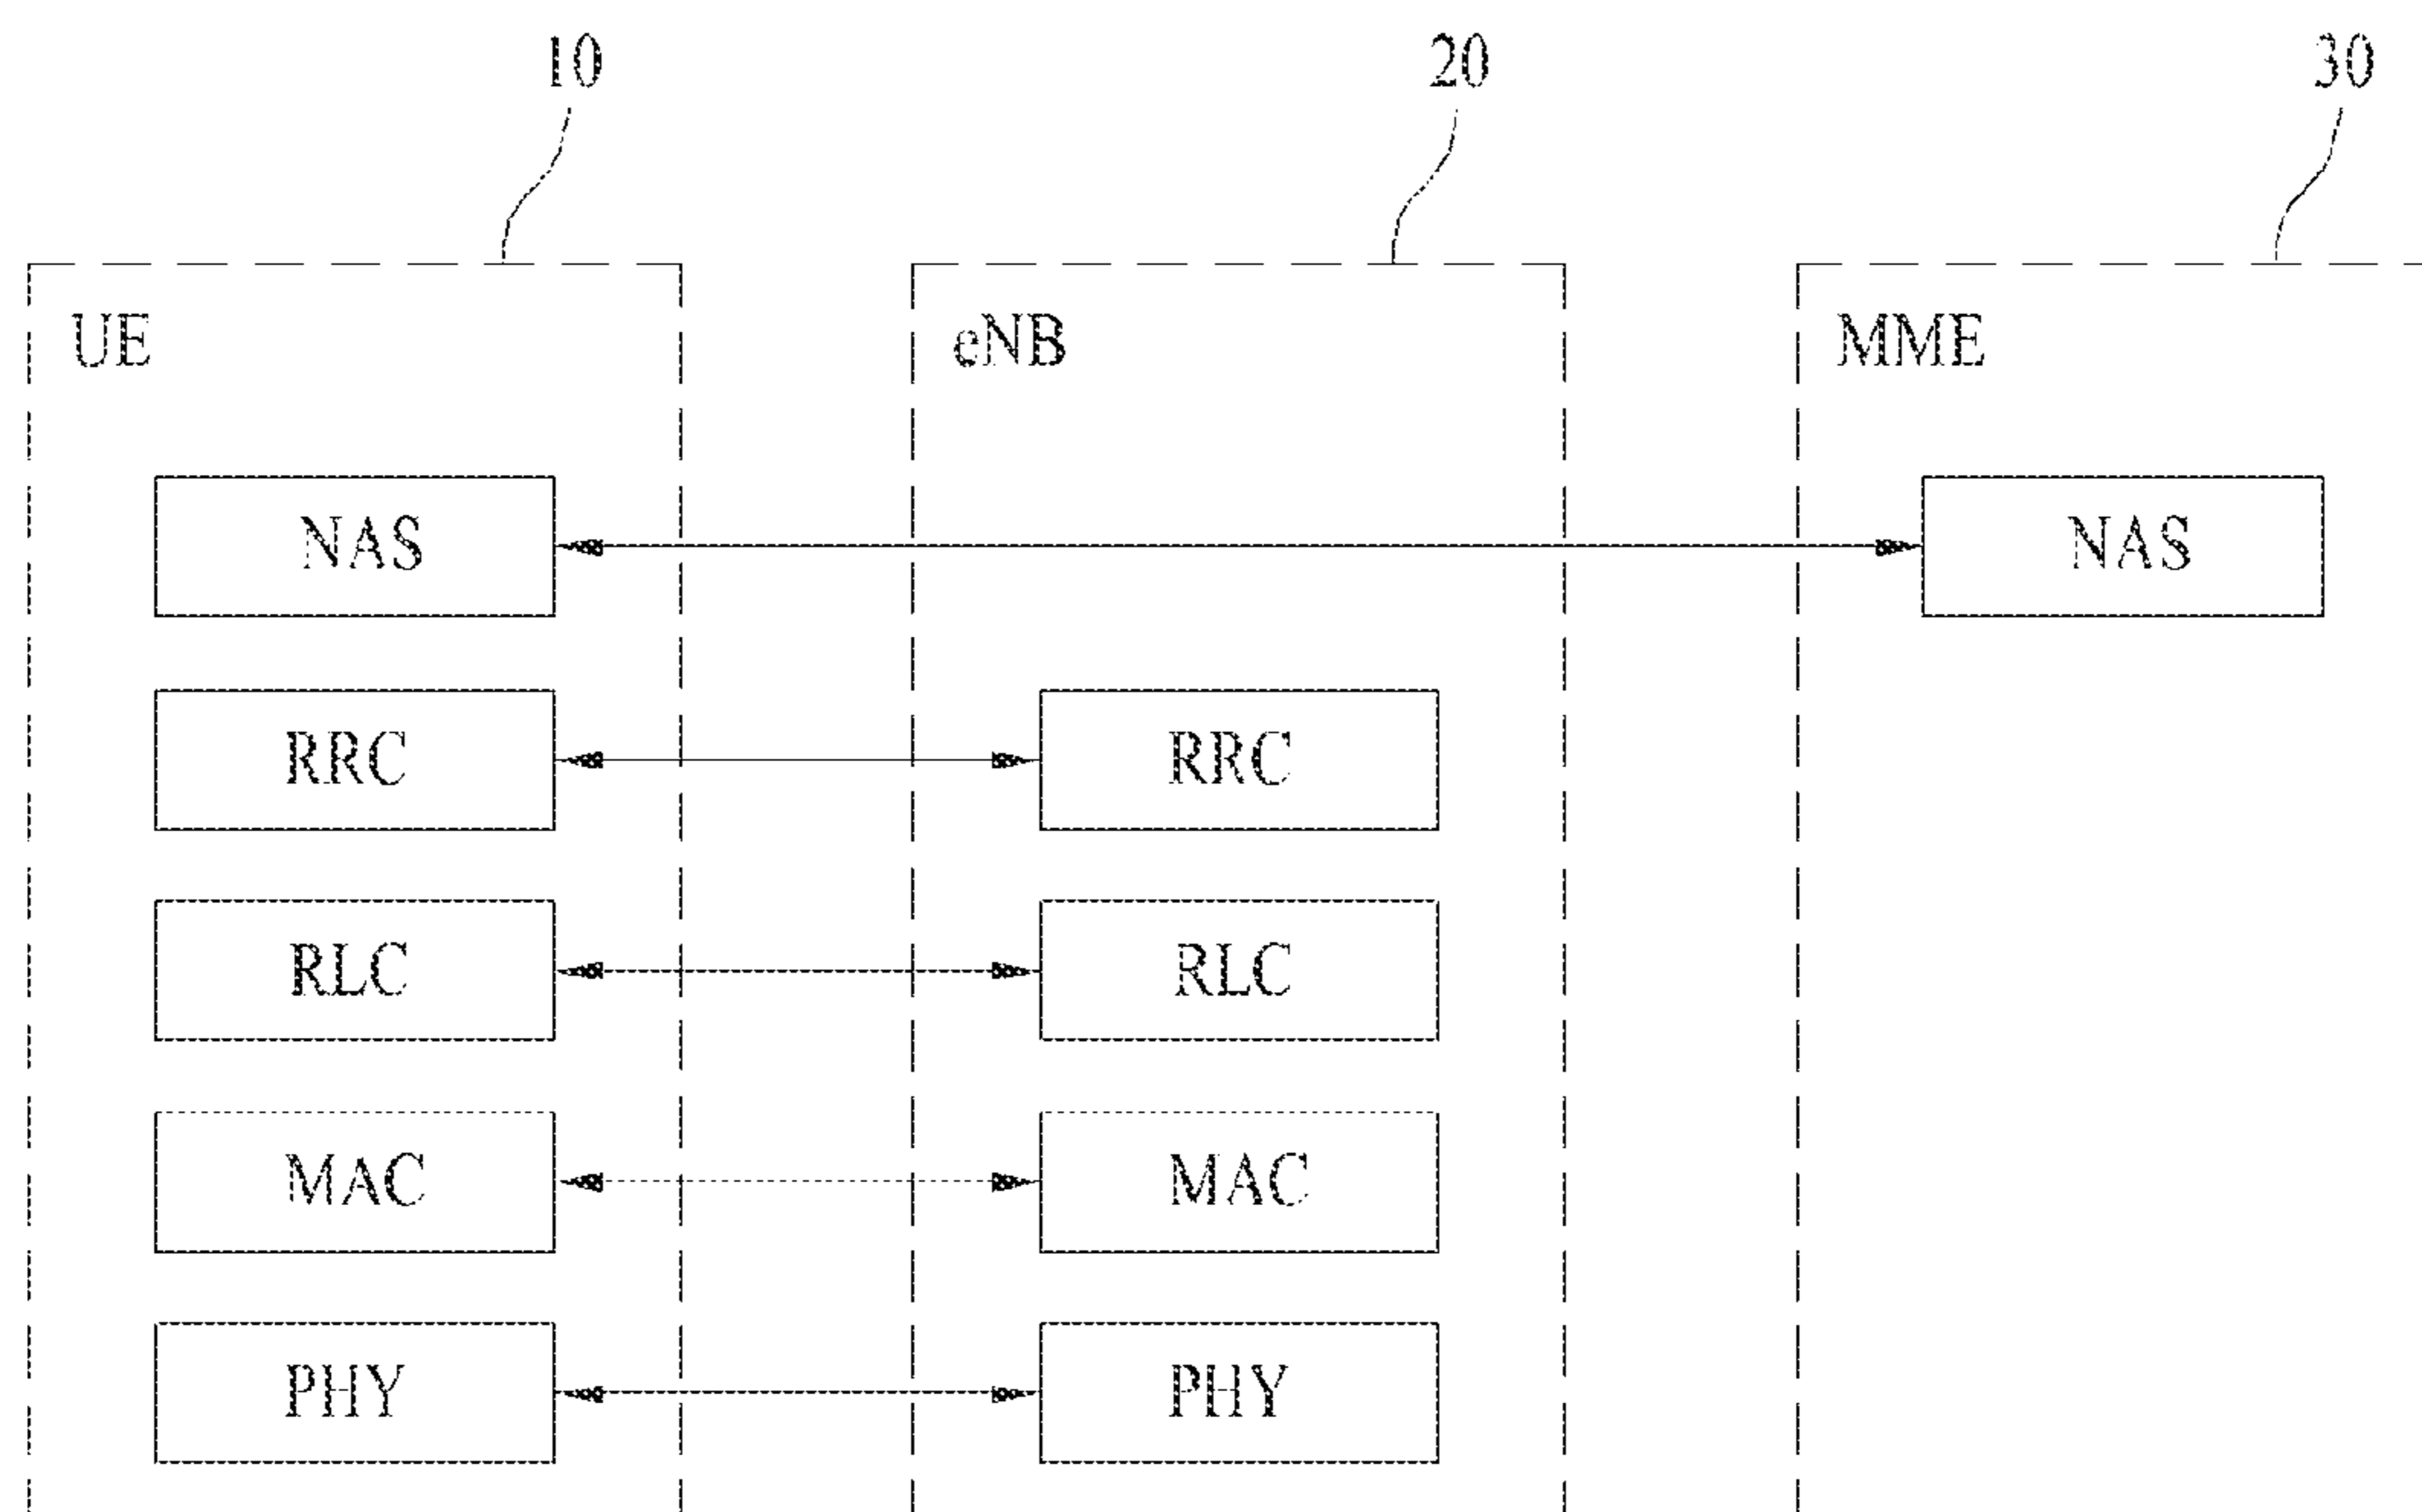 10 20 30
UE eNB MME
NAS NAS
RRC RRC
RLC RLC
MAC MAC
PHY PHY